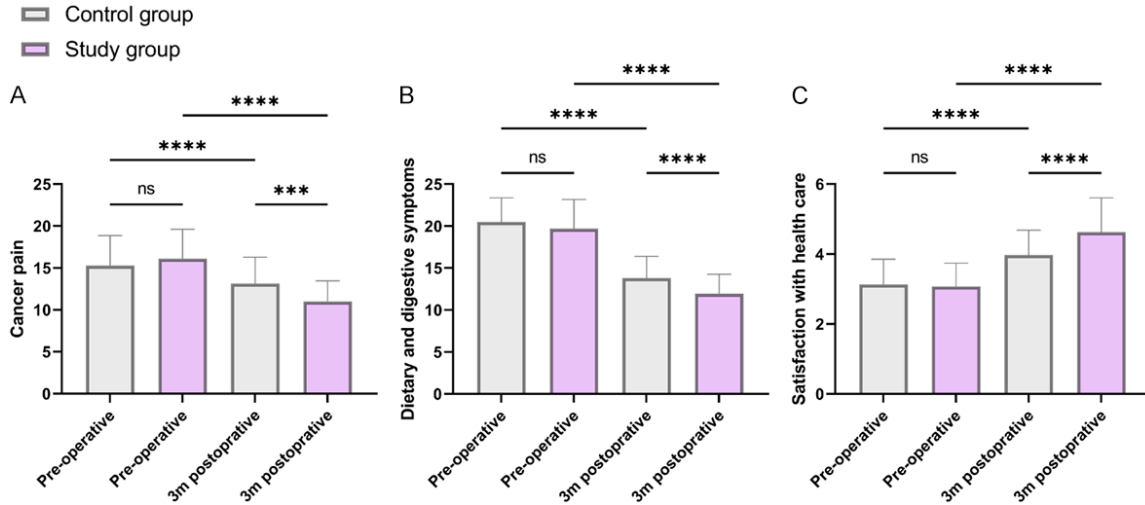 Control group
Study group
A
****
****
ns
***
Cancer pain
25
20
15
10
5
0
Pre-operative
Pre-operative
3m postoprative
3m postoprative
B
****
****
ns
****
Dietary and digestive symptoms
25
20
15
10
5
0
Pre-operative
Pre-operative
3m postoprative
3m postoprative
C
****
****
ns
****
Satisfaction with health care
6
4
2
0
Pre-operative
Pre-operative
3m postoprative
3m postoprative